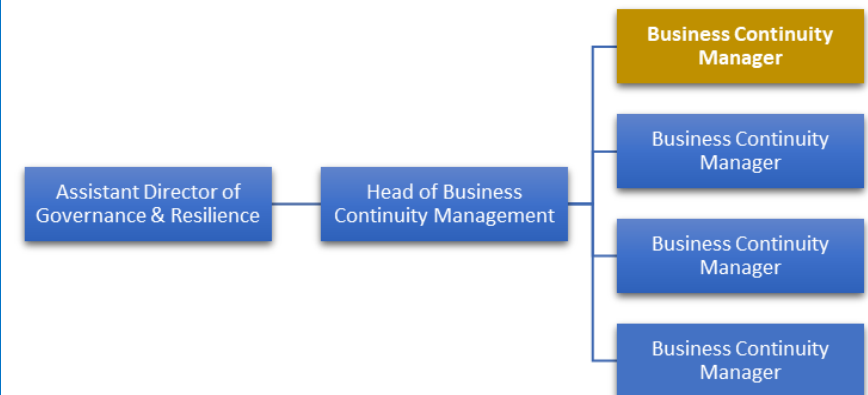 Business Continuity
Manager
Business Continuity
Manager
Assistant Director of
Governance & Resilience
Head of Business
Continuity Management
Business Continuity
Manager
Business Continuity
Manager